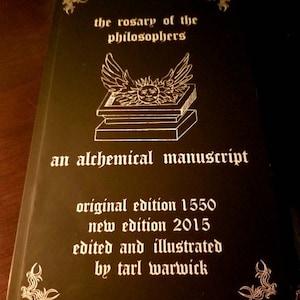 the rosary of the
philosophers
an alchemical manuscript
original edition 1550
new edition 2015
edited and illustrated
by tarl warwick